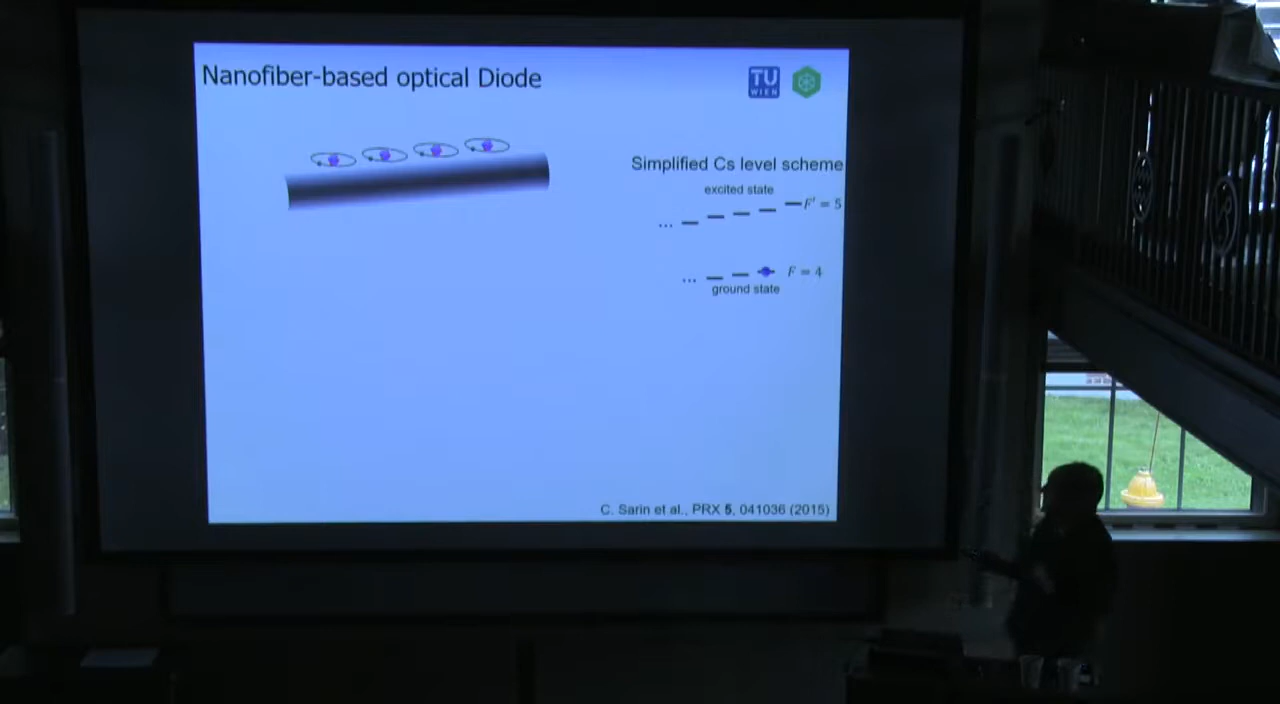 Nanofiber-based optical Diode
TU
WIEN
Simplified Cs level scheme
excited state
... F' = 5
... F = 4
ground state
C. Sarin et al., PRX 5, 041036 (2015)